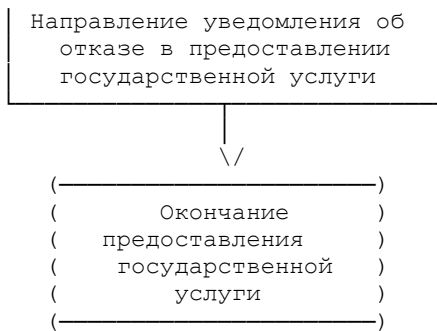 Направление уведомления об
отказе в предоставлении
государственной услуги
Окончание
предоставления
государственной
услуги